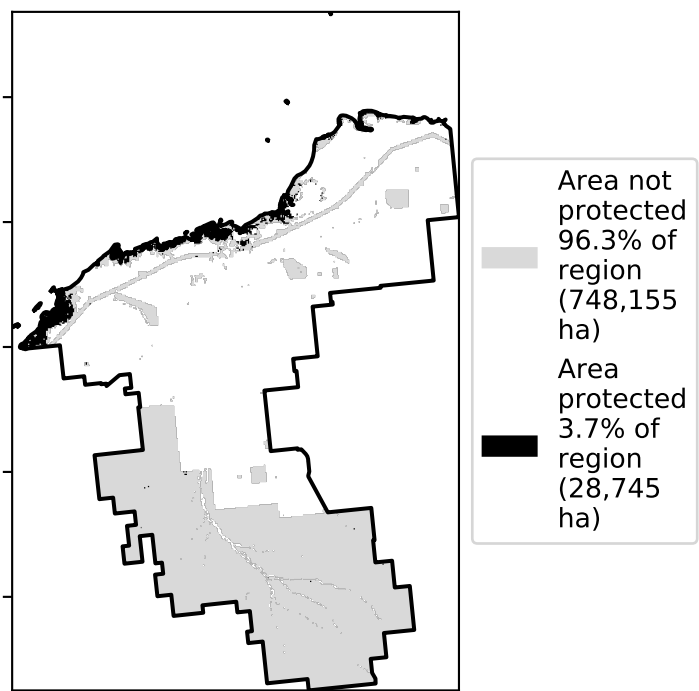 Area not
protected
96.3% of
region
(748,155
ha)
Area
protected
3.7% of
region
(28,745
ha)